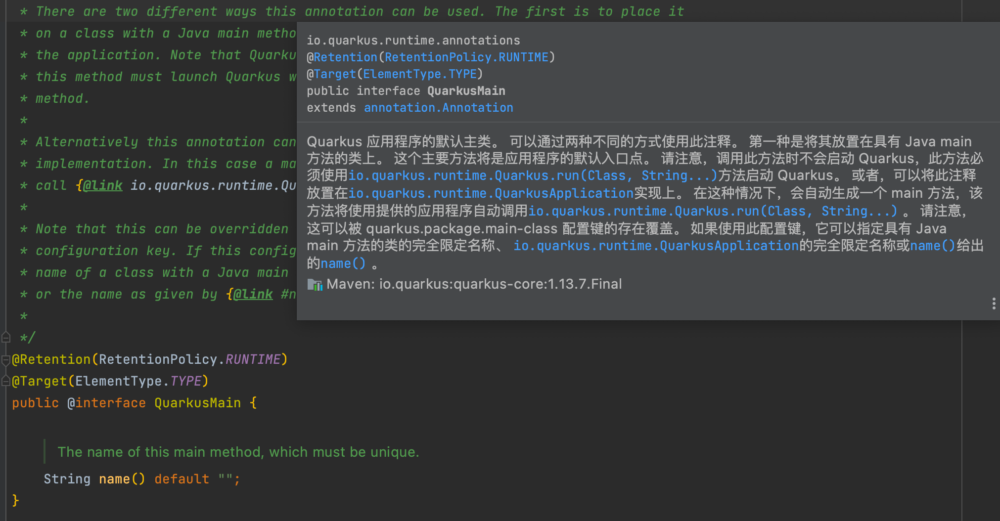 * There are two different ways this annotation can be used. The first is to place it
* on a class with a Java main metho
* the application. Note that Quarku
* this method must launch Quarkus w
* method.
*
* Alternatively this annotation can
* implementation. In this case a ma
* call {@link io.quarkus.runtime.Qu
*
* Note that this can be overridden
* configuration key. If this config
* name of a class with a Java main
* or the name as given by {@link #n
*
*/
@Retention(RetentionPolicy.RUNTIME)
@Target(ElementType.TYPE)
public @interface QuarkusMain {
The name of this main method, which must be unique.
String name() default "";
}
io.quarkus.runtime.annotations
@Retention(RetentionPolicy.RUNTIME)
@Target(ElementType.TYPE)
public interface QuarkusMain
extends annotation.Annotation
Quarkus 应用程序的默认主类。 可以通过两种不同的方式使用此注释。 第一种是将其放置在具有 Java main
方法的类上。 这个主要方法将是应用程序的默认入口点。 请注意，调用此方法时不会启动 Quarkus，此方法必
须使用io.quarkus.runtime.Quarkus.run(Class, String...)方法启动 Quarkus。 或者，可以将此注释
放置在io.quarkus.runtime.QuarkusApplication实现上。 在这种情况下，会自动生成一个 main 方法，该
方法将使用提供的应用程序自动调用io.quarkus.runtime.Quarkus.run(Class, String...) 。 请注意，
这可以被 quarkus.package.main-class 配置键的存在覆盖。 如果使用此配置键，它可以指定具有 Java
main 方法的类的完全限定名称、 io.quarkus.runtime.QuarkusApplication的完全限定名称或name()给出
的name() 。
Maven: io.quarkus:quarkus-core:1.13.7.Final